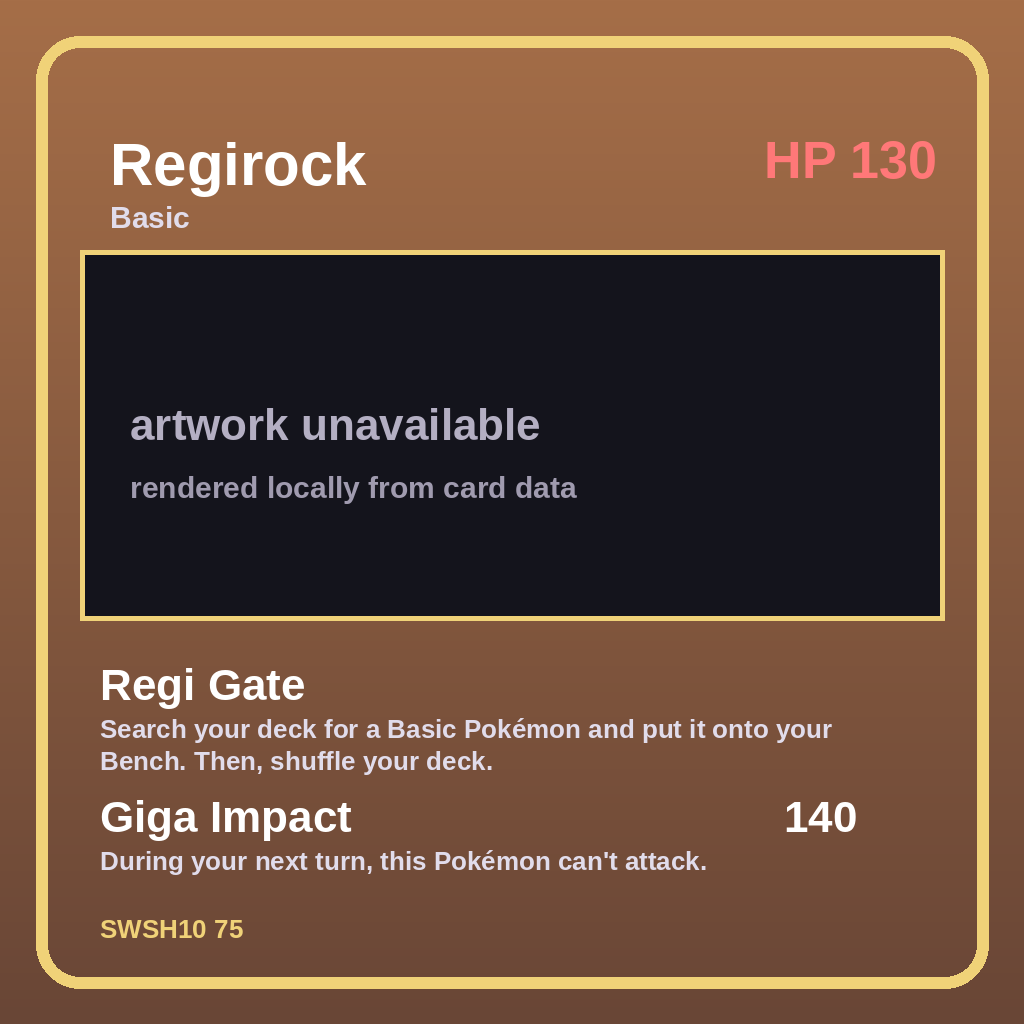 Regirock
HP 130
Basic
artwork unavailable
rendered locally from card data
Regi Gate
Search your deck for a Basic Pokémon and put it onto your
Bench. Then, shuffle your deck.
Giga Impact 140
During your next turn, this Pokémon can't attack.
SWSH10 75